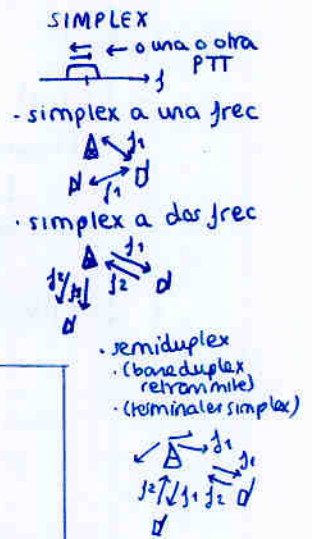 SIMPLEX
← o una o otra
PTT
f
· simplex a una frec
f1
f1
· simplex a dos frec
f1
f2 f1 f2
· semiduplex
· (base duplex
retransmite)
· (terminales simplex)
f1
f1
f2 f1 f2